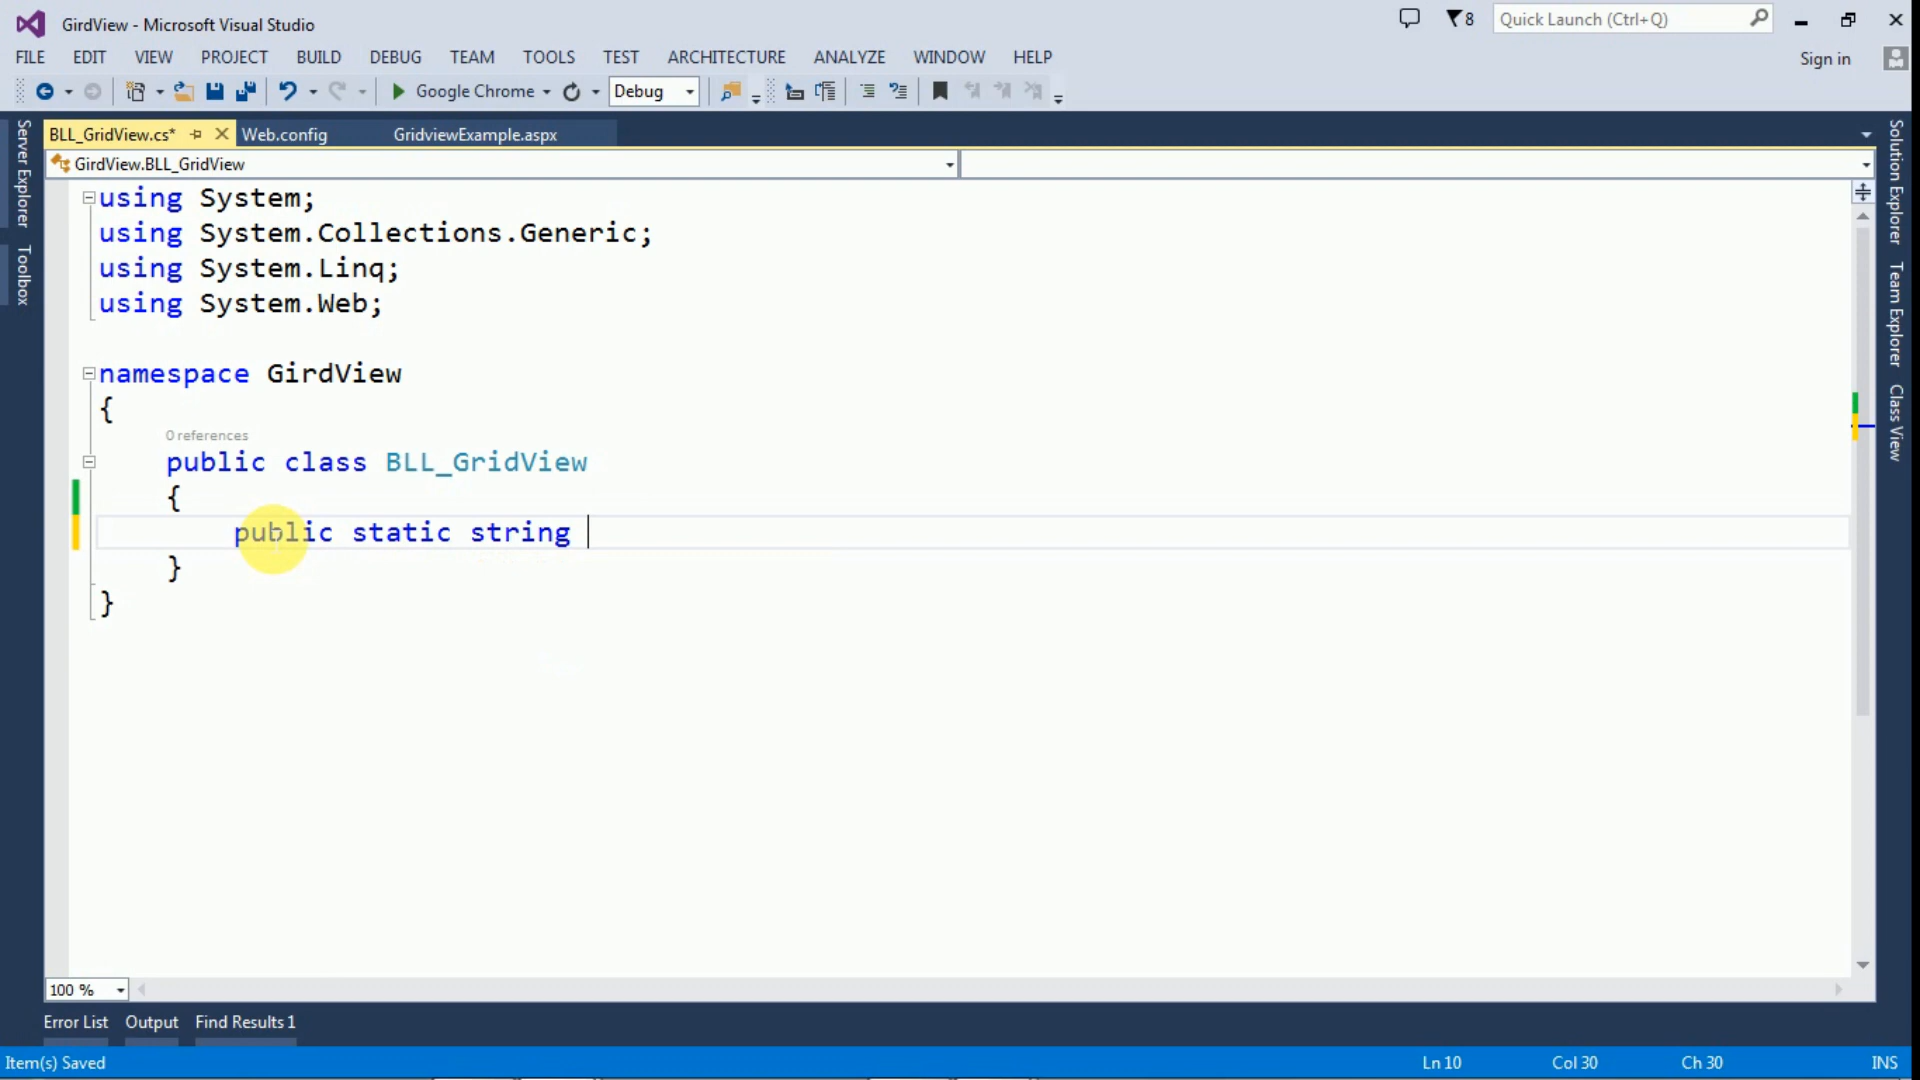 GirdView - Microsoft Visual Studio
8
Quick Launch (Ctrl+Q)
FILE EDIT VIEW PROJECT BUILD DEBUG TEAM TOOLS TEST ARCHITECTURE ANALYZE WINDOW HELP
Sign in
Google Chrome
Debug
Server Explorer
Toolbox
BLL_GridView.cs*
Web.config
GridviewExample.aspx
GirdView.BLL_GridView
using System;
using System.Collections.Generic;
using System.Linq;
using System.Web;
namespace GirdView
{
0 references
public class BLL_GridView
{
public static string
}
}
Solution Explorer
Team Explorer
Class View
100 %
Error List
Output
Find Results 1
Item(s) Saved
Ln 10
Col 30
Ch 30
INS